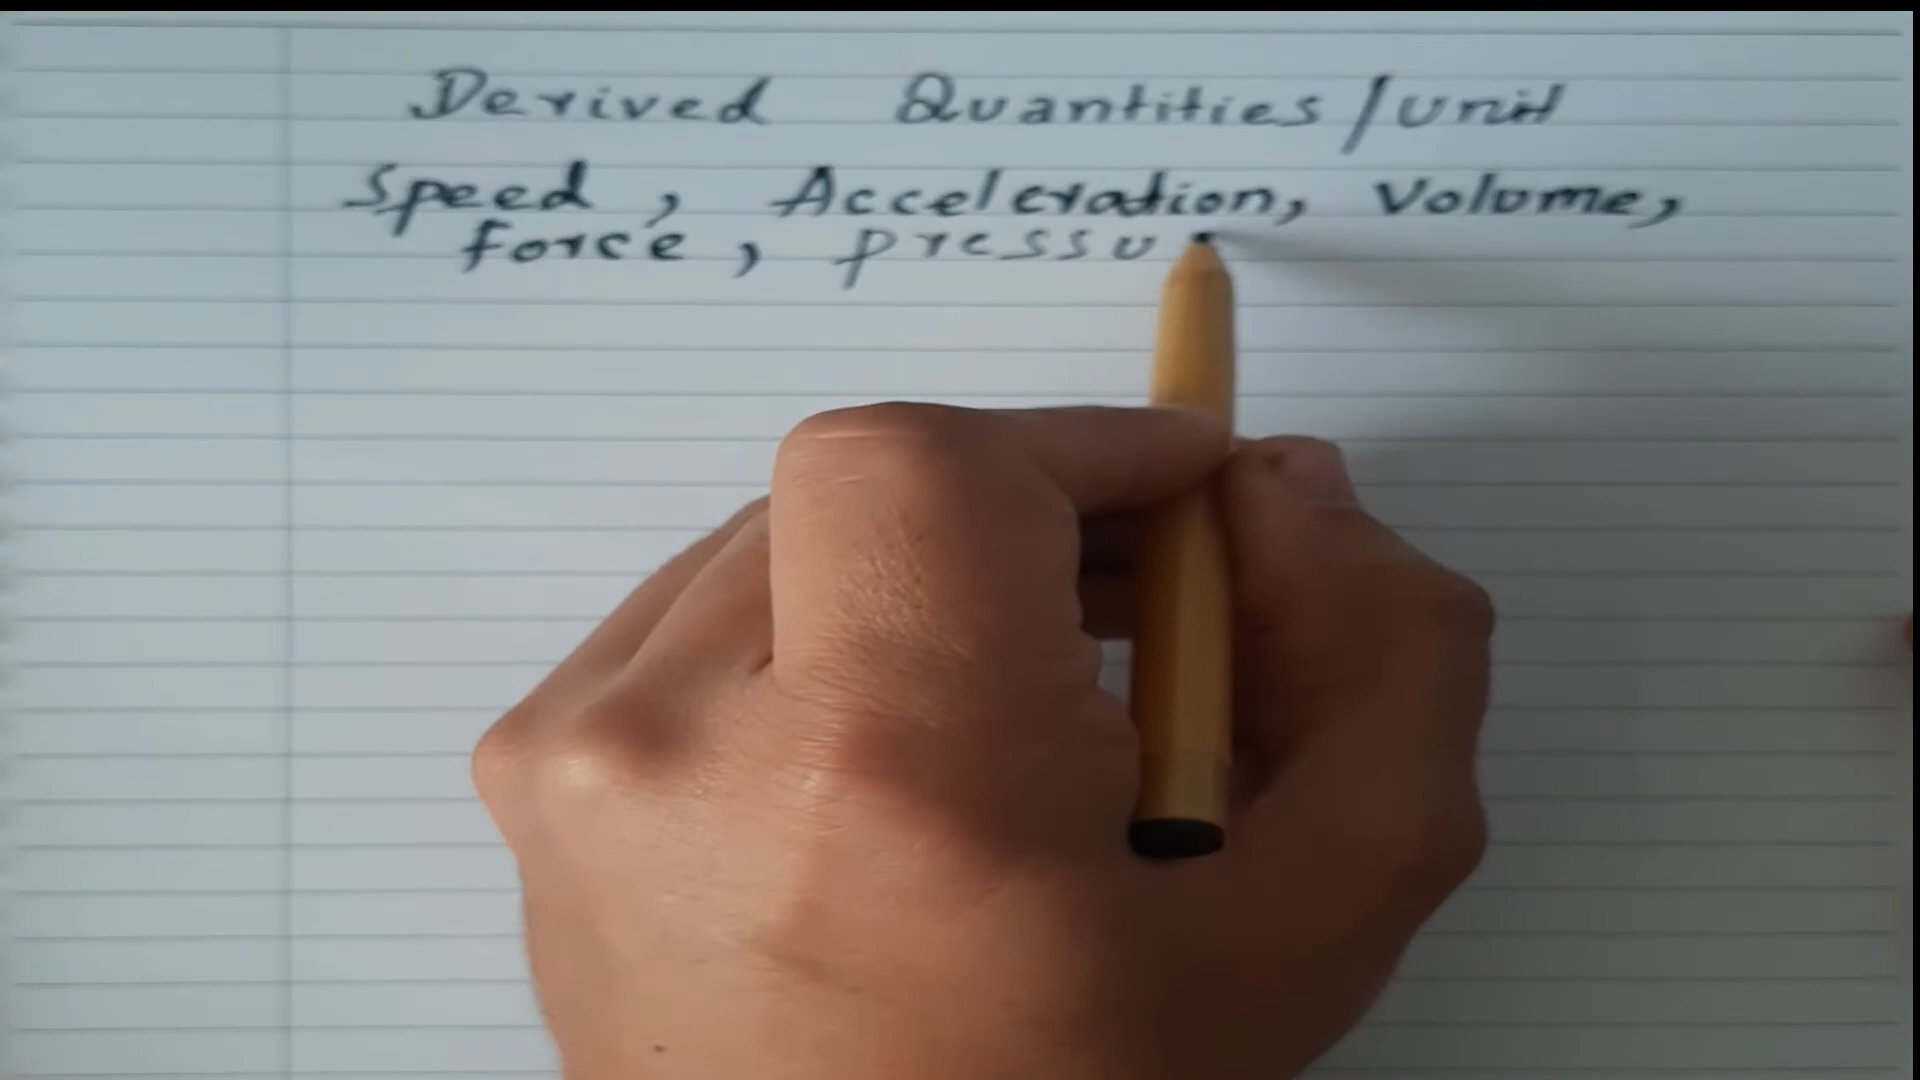 Derived Quantities/unit
Speed, Acceleration, Volume,
force, pressu